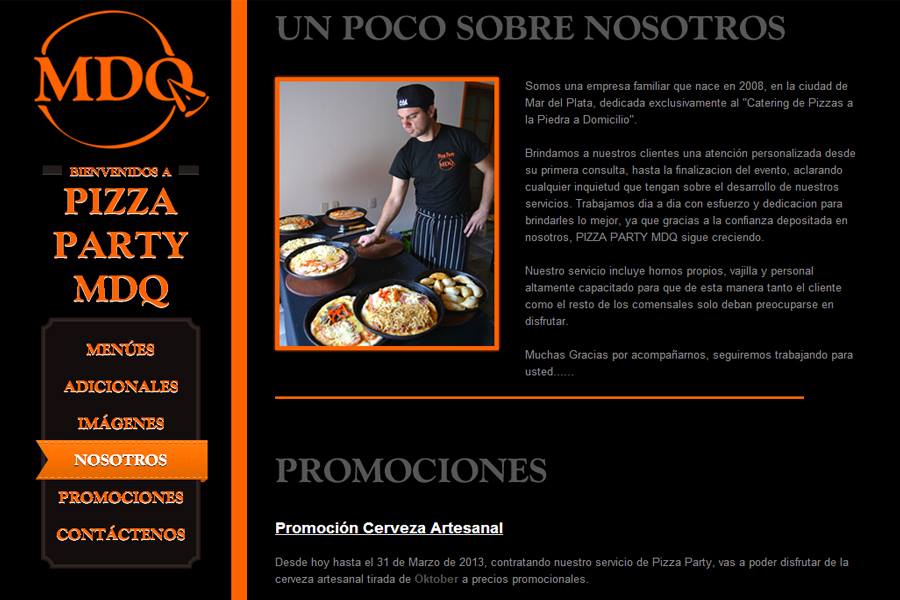 MDQ
BIENVENIDOS A
PIZZA
PARTY
MDQ
MENÚES
ADICIONALES
IMÁGENES
NOSOTROS
PROMOCIONES
CONTÁCTENOS
UN POCO SOBRE NOSOTROS
Pizza Party
MDQ
Somos una empresa familiar que nace en 2008, en la ciudad de
Mar del Plata, dedicada exclusivamente al "Catering de Pizzas a
la Piedra a Domicilio".
Brindamos a nuestros clientes una atención personalizada desde
su primera consulta, hasta la finalizacion del evento, aclarando
cualquier inquietud que tengan sobre el desarrollo de nuestros
servicios. Trabajamos dia a dia con esfuerzo y dedicacion para
brindarles lo mejor, ya que gracias a la confianza depositada en
nosotros, PIZZA PARTY MDQ sigue creciendo.
Nuestro servicio incluye hornos propios, vajilla y personal
altamente capacitado para que de esta manera tanto el cliente
como el resto de los comensales solo deban preocuparse en
disfrutar.
Muchas Gracias por acompañarnos, seguiremos trabajando para
usted......
PROMOCIONES
Promoción Cerveza Artesanal
Desde hoy hasta el 31 de Marzo de 2013, contratando nuestro servicio de Pizza Party, vas a poder disfrutar de la
cerveza artesanal tirada de Oktober a precios promocionales.